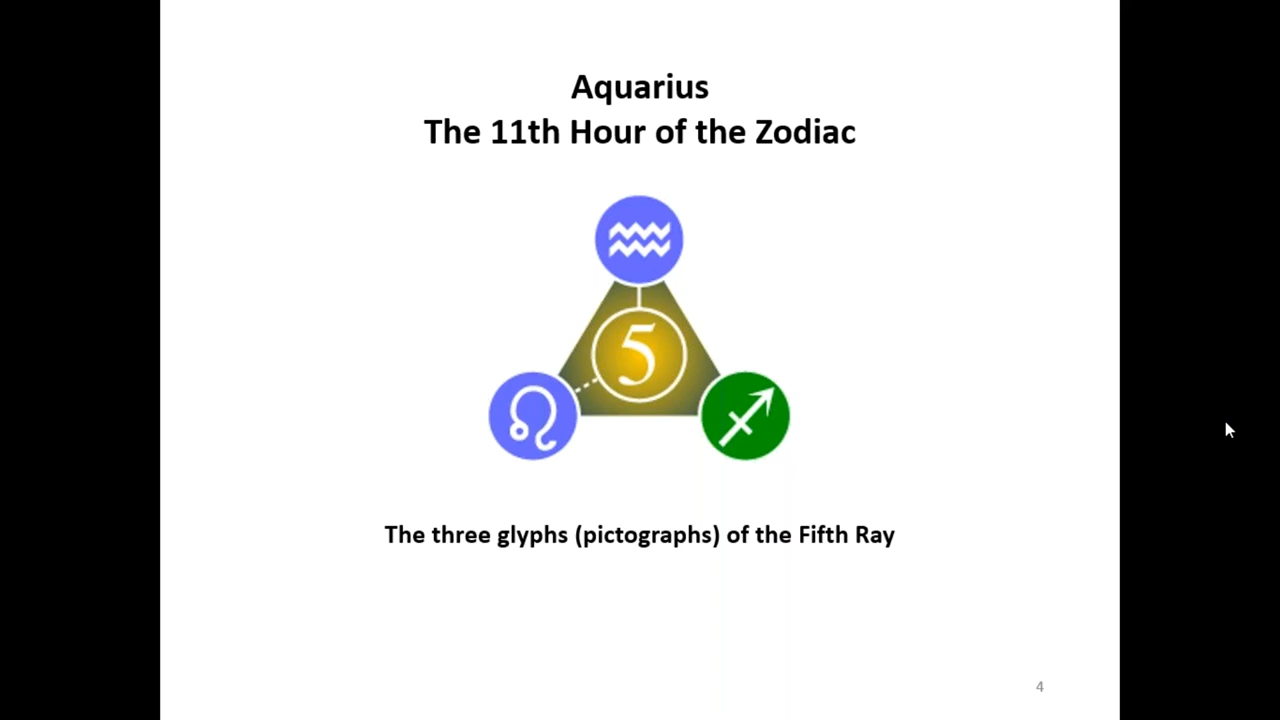 Aquarius
The 11th Hour of the Zodiac
♒
5
♌ ♐
The three glyphs (pictographs) of the Fifth Ray
4